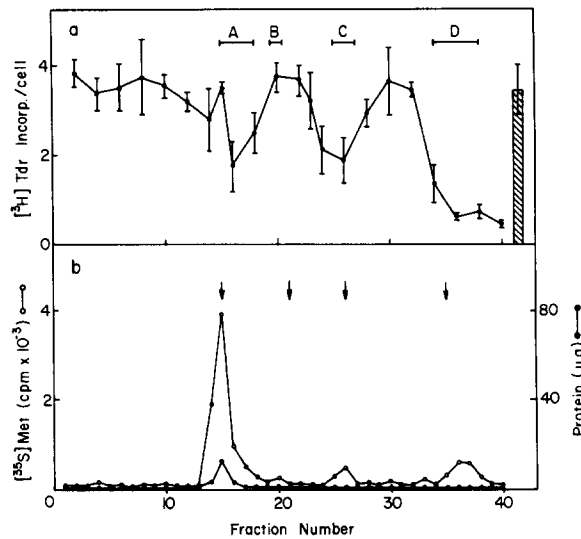 a
A
B
C
D
4
2
0
[³H] Tdr Incorp./cell
b
4
2
0
[³⁵S] Met (cpm x 10⁻³)
80
40
Protein (µg)
0
10
20
30
40
Fraction Number